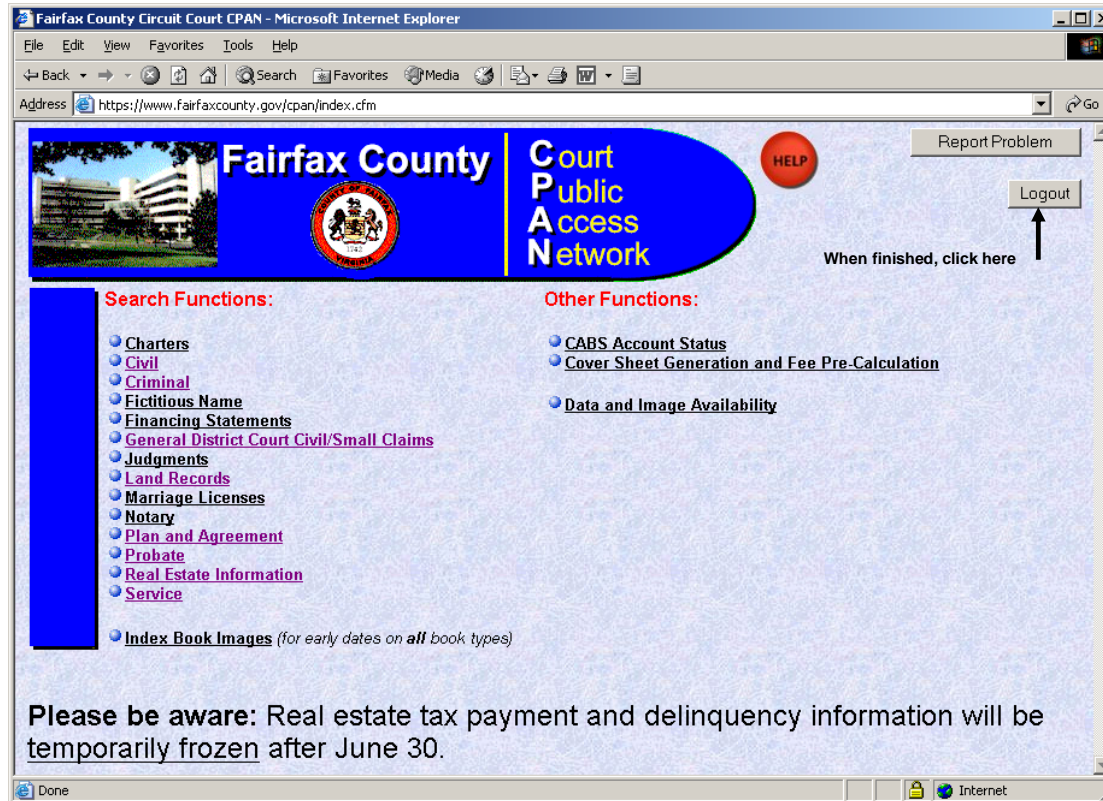 Fairfax County Circuit Court CPAN - Microsoft Internet Explorer
File Edit View Favorites Tools Help
Back Search Favorites Media
Address https://www.fairfaxcounty.gov/cpan/index.cfm Go
Fairfax County
COUNTY OF FAIRFAX
1742
VIRGINIA
Court
Public
Access
Network
HELP
Report Problem
Logout
When finished, click here
Search Functions:
Charters
Civil
Criminal
Fictitious Name
Financing Statements
General District Court Civil/Small Claims
Judgments
Land Records
Marriage Licenses
Notary
Plan and Agreement
Probate
Real Estate Information
Service
Index Book Images (for early dates on all book types)
Other Functions:
CABS Account Status
Cover Sheet Generation and Fee Pre-Calculation
Data and Image Availability
Please be aware: Real estate tax payment and delinquency information will be
temporarily frozen after June 30.
Done Internet